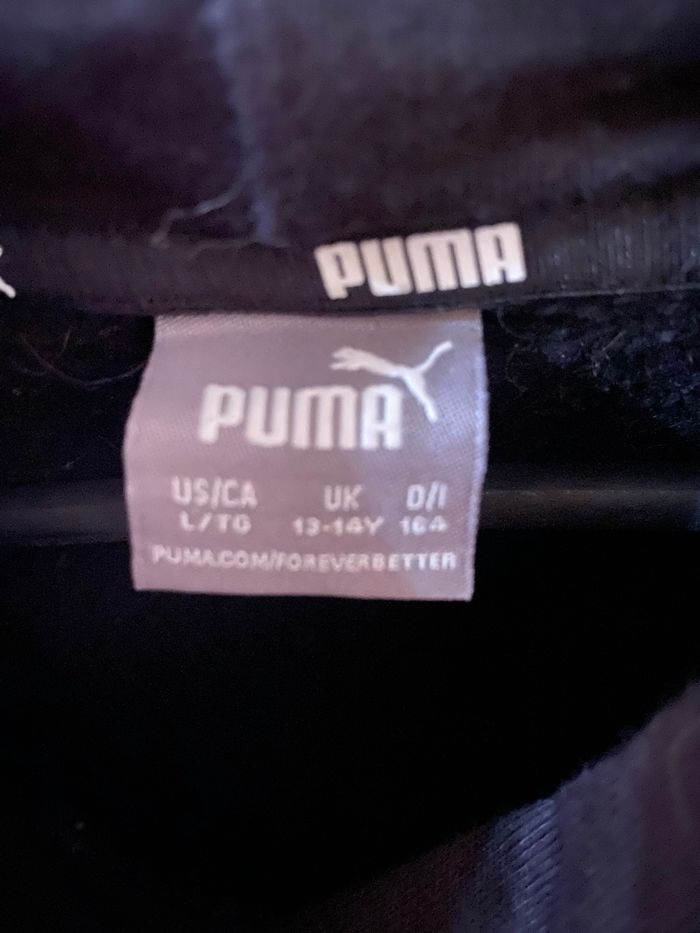 PUMA
PUMA
US/CA UK D/I
L/TG 13-14Y 164
PUMA.COM/FOREVERBETTER